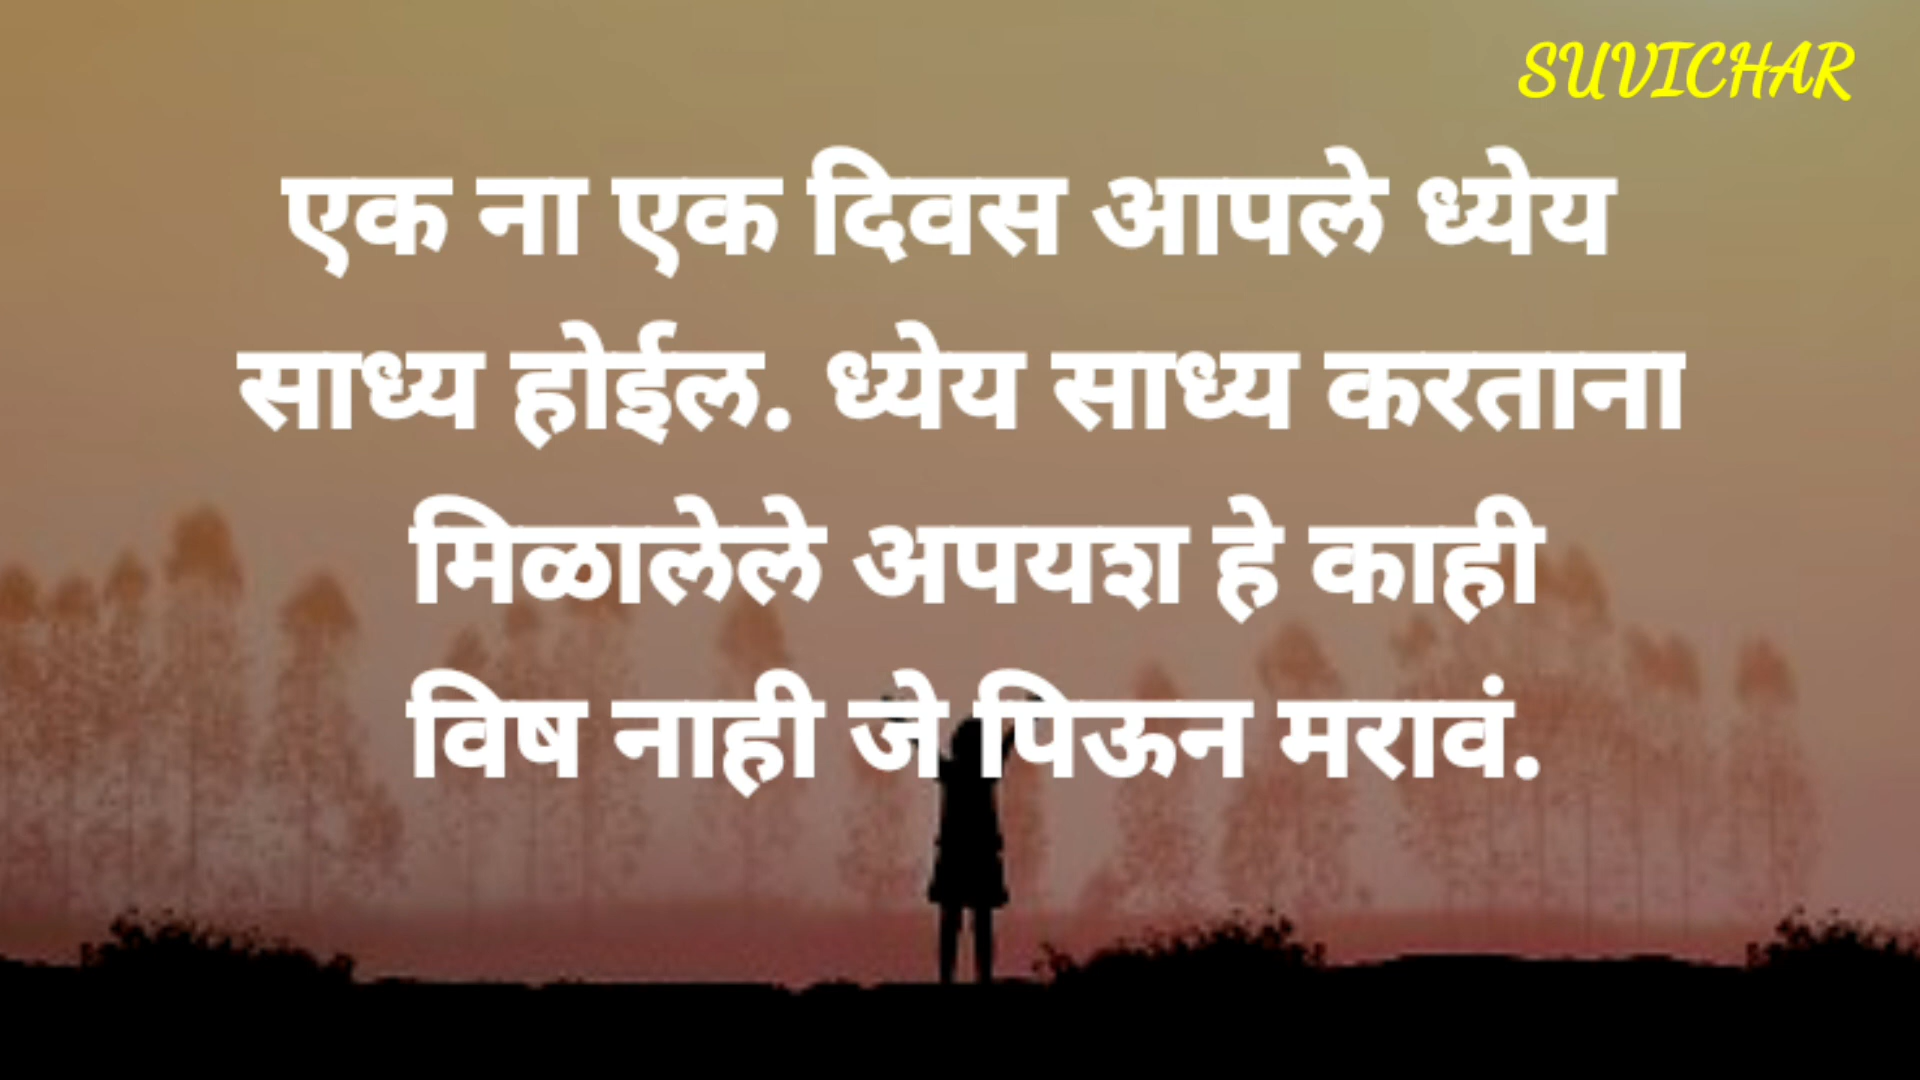 SUVICHAR
एक ना एक दिवस आपले ध्येय
साध्य होईल. ध्येय साध्य करताना
मिळालेले अपयश हे काही
विष नाही जे पिऊन मरावं.